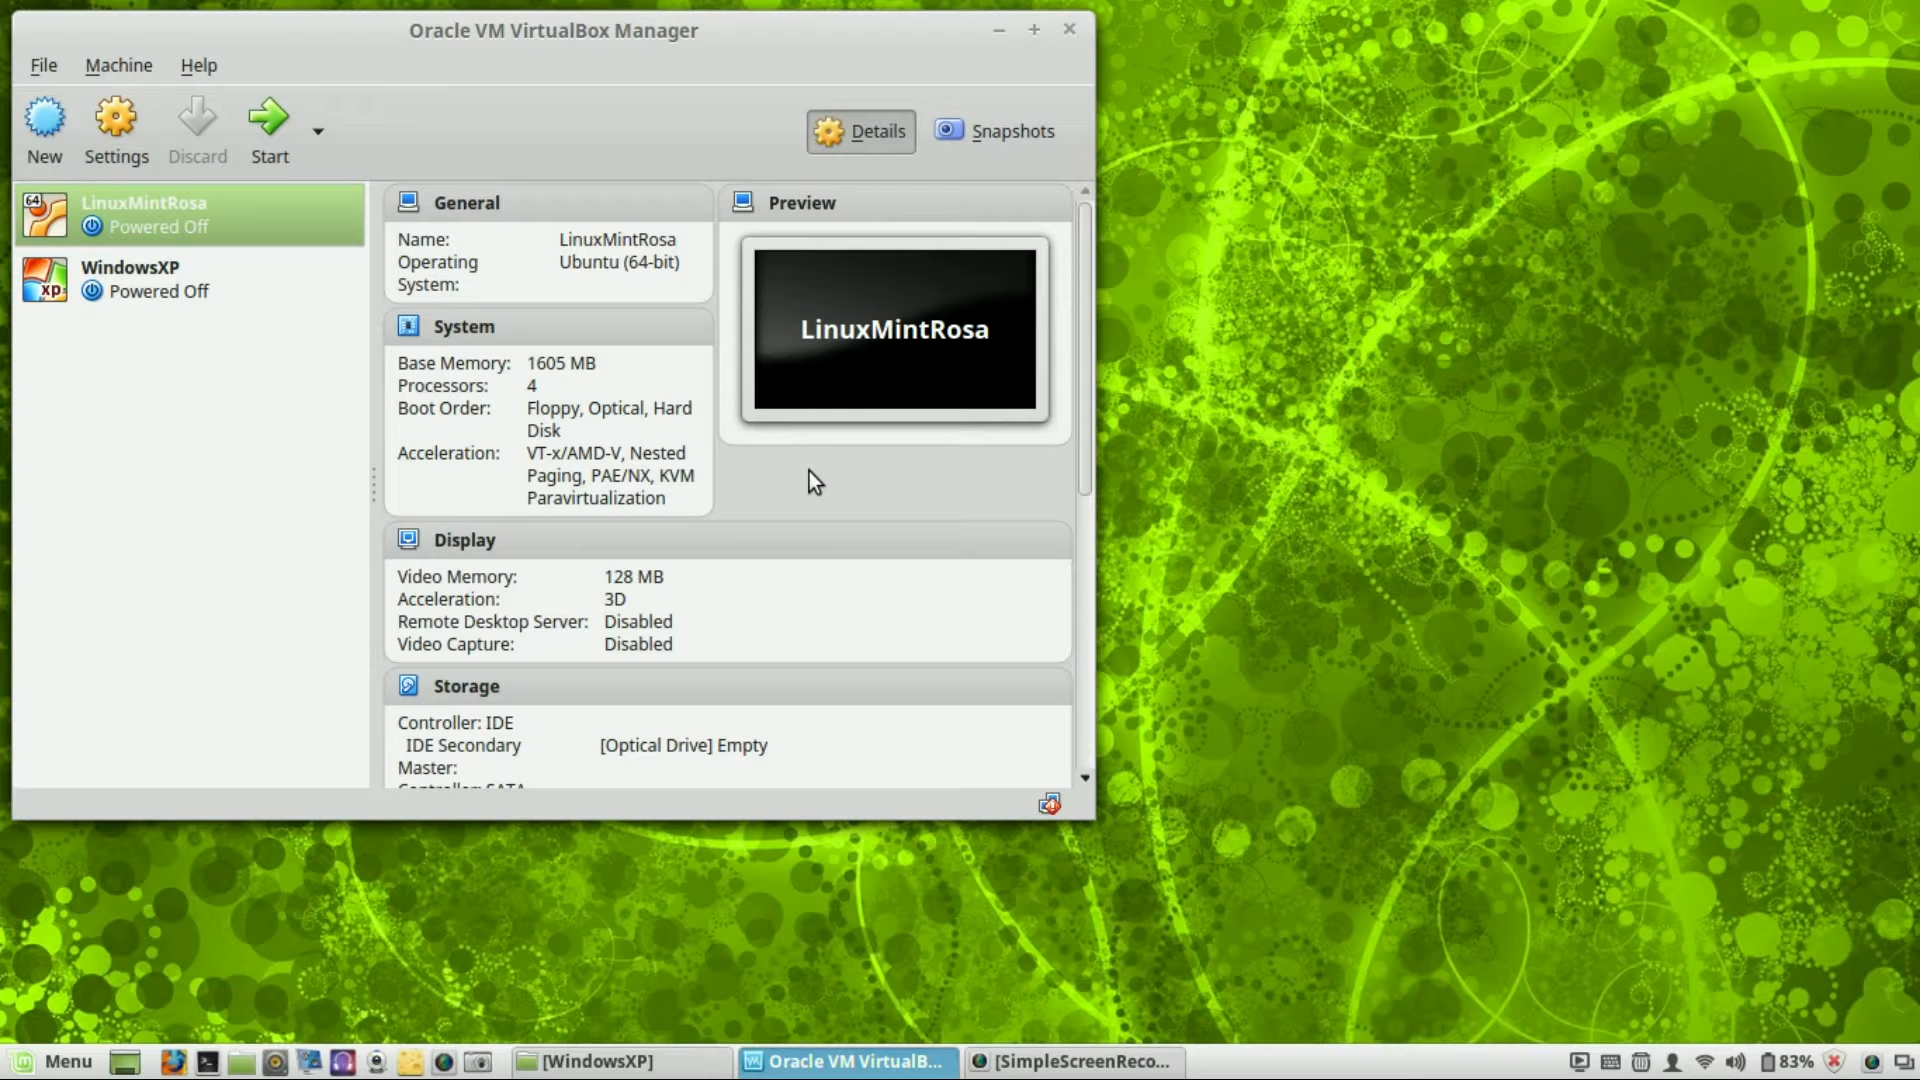 Oracle VM VirtualBox Manager
File Machine Help
New Settings Discard Start
Details Snapshots
64
LinuxMintRosa
Powered Off
xp
WindowsXP
Powered Off
General
Name: LinuxMintRosa
Operating Ubuntu (64-bit)
System:
System
Base Memory: 1605 MB
Processors: 4
Boot Order: Floppy, Optical, Hard
Disk
Acceleration: VT-x/AMD-V, Nested
Paging, PAE/NX, KVM
Paravirtualization
Preview
LinuxMintRosa
Display
Video Memory: 128 MB
Acceleration: 3D
Remote Desktop Server: Disabled
Video Capture: Disabled
Storage
Controller: IDE
IDE Secondary [Optical Drive] Empty
Master:
Controller: SATA
Menu [WindowsXP] Oracle VM VirtualB... [SimpleScreenReco... 83%